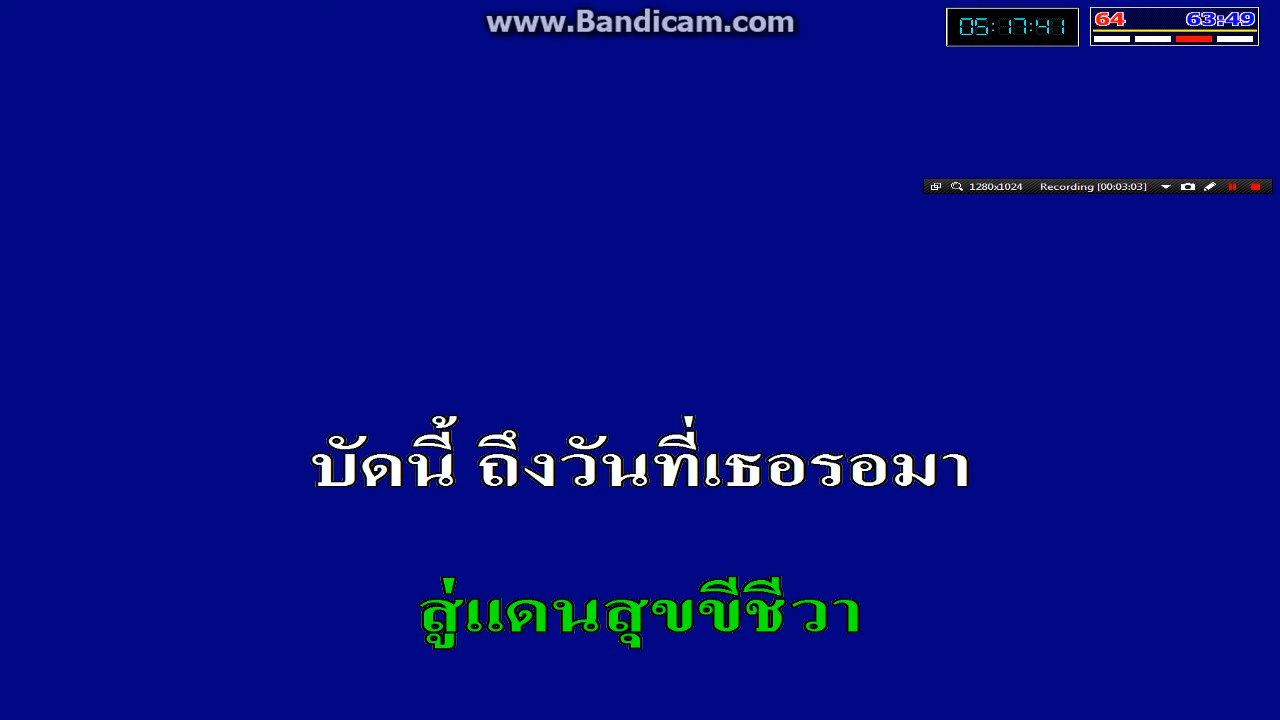 www.Bandicam.com
05:17:41
64 63:49
1280x1024 Recording [00:03:03]
บัดนี้ ถึงวันที่เธอรอมา
สู่แดนสุขขีชีวา